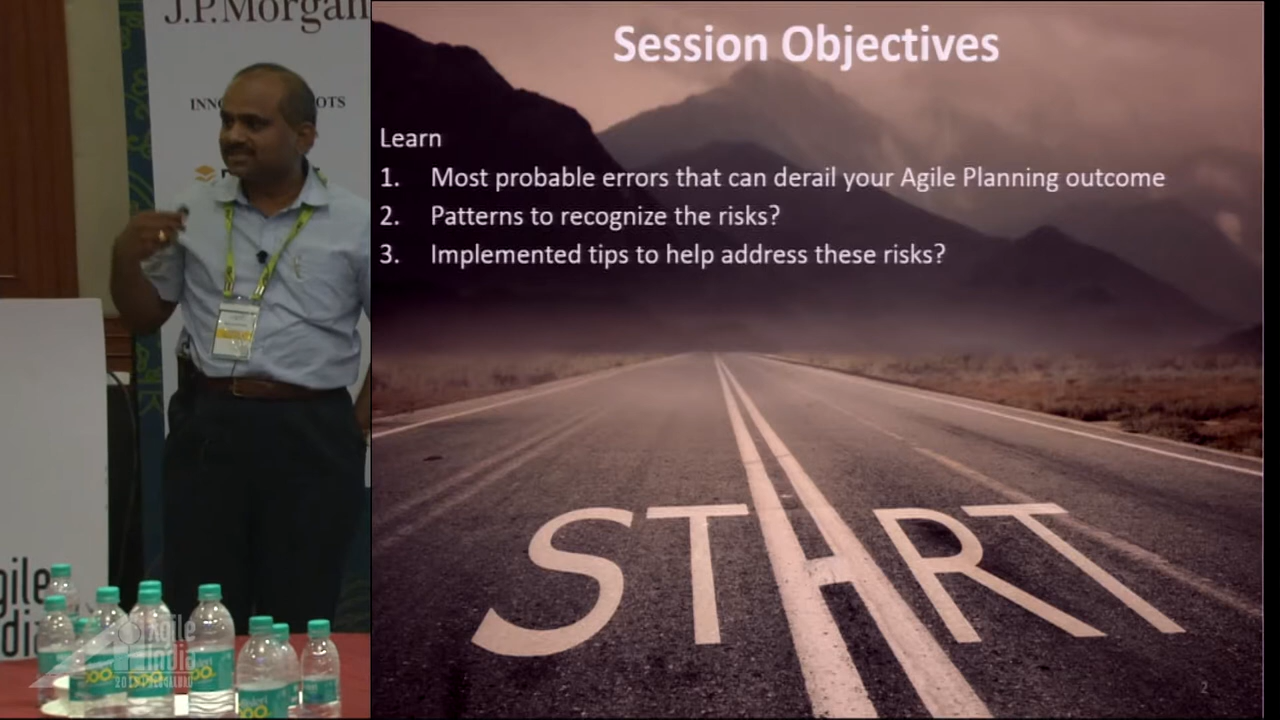 J.P.Morgan
Session Objectives
Learn
1. Most probable errors that can derail your Agile Planning outcome
2. Patterns to recognize the risks?
3. Implemented tips to help address these risks?
START
2
Agile
India